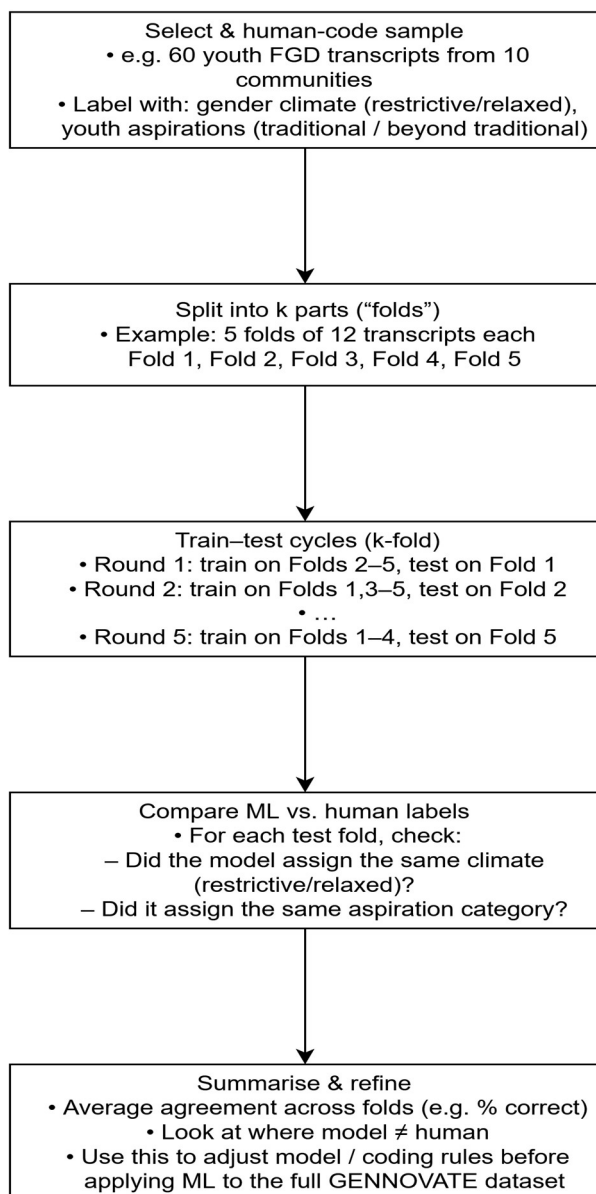 Select & human-code sample
• e.g. 60 youth FGD transcripts from 10
communities
• Label with: gender climate (restrictive/relaxed),
youth aspirations (traditional / beyond traditional)
Split into k parts (“folds”)
• Example: 5 folds of 12 transcripts each
Fold 1, Fold 2, Fold 3, Fold 4, Fold 5
Train–test cycles (k-fold)
• Round 1: train on Folds 2–5, test on Fold 1
• Round 2: train on Folds 1,3–5, test on Fold 2
• ...
• Round 5: train on Folds 1–4, test on Fold 5
Compare ML vs. human labels
• For each test fold, check:
– Did the model assign the same climate
(restrictive/relaxed)?
– Did it assign the same aspiration category?
Summarise & refine
• Average agreement across folds (e.g. % correct)
• Look at where model ≠ human
• Use this to adjust model / coding rules before
applying ML to the full GENNOVATE dataset